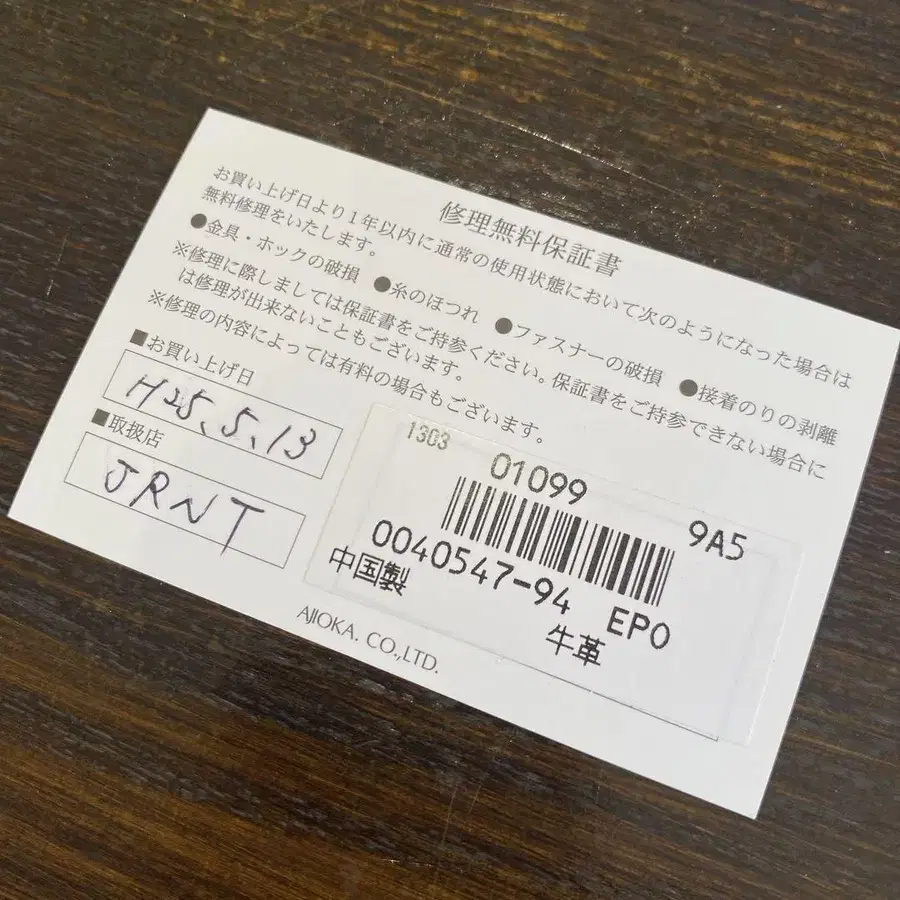 修理無料保証書
お買い上げ日より1年以内に通常の使用状態において次のようになった場合は
無料修理をいたします。
●金具・ホックの破損 ●糸のほつれ ●ファスナーの破損 ●接着のりの剥離
※修理に際しましては保証書をご持参ください。保証書をご持参できない場合に
は修理が出来ないこともございます。
※修理の内容によっては有料の場合もございます。
■お買い上げ日
H25.5.13
■取扱店
JRNT
1303
01099
9A5
0040547-94 EPO
中国製
牛革
AJIOKA. CO.,LTD.